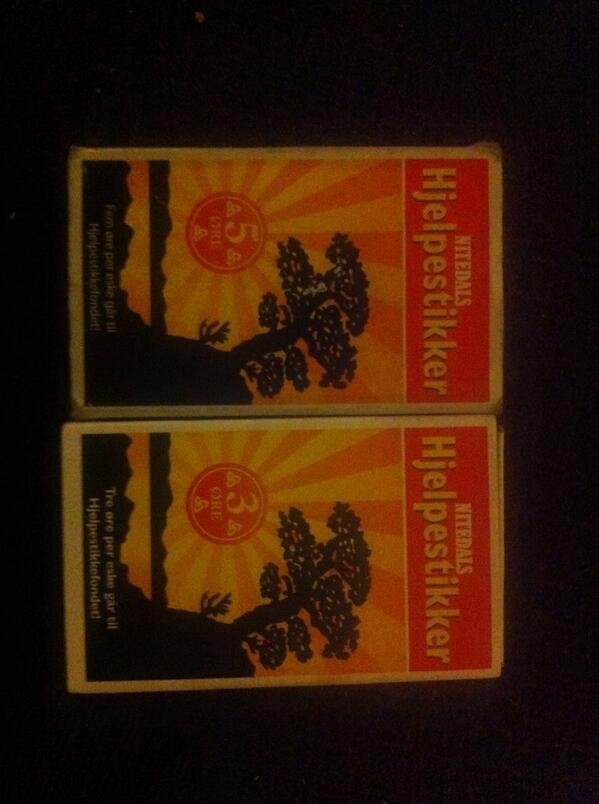 NITEDALS
Hjelpestikker
5
ØRE
Fem øre per eske går til
Hjelpestikkefondet!
NITEDALS
Hjelpestikker
3
ØRE
Tre øre per eske går til
Hjelpestikkefondet!